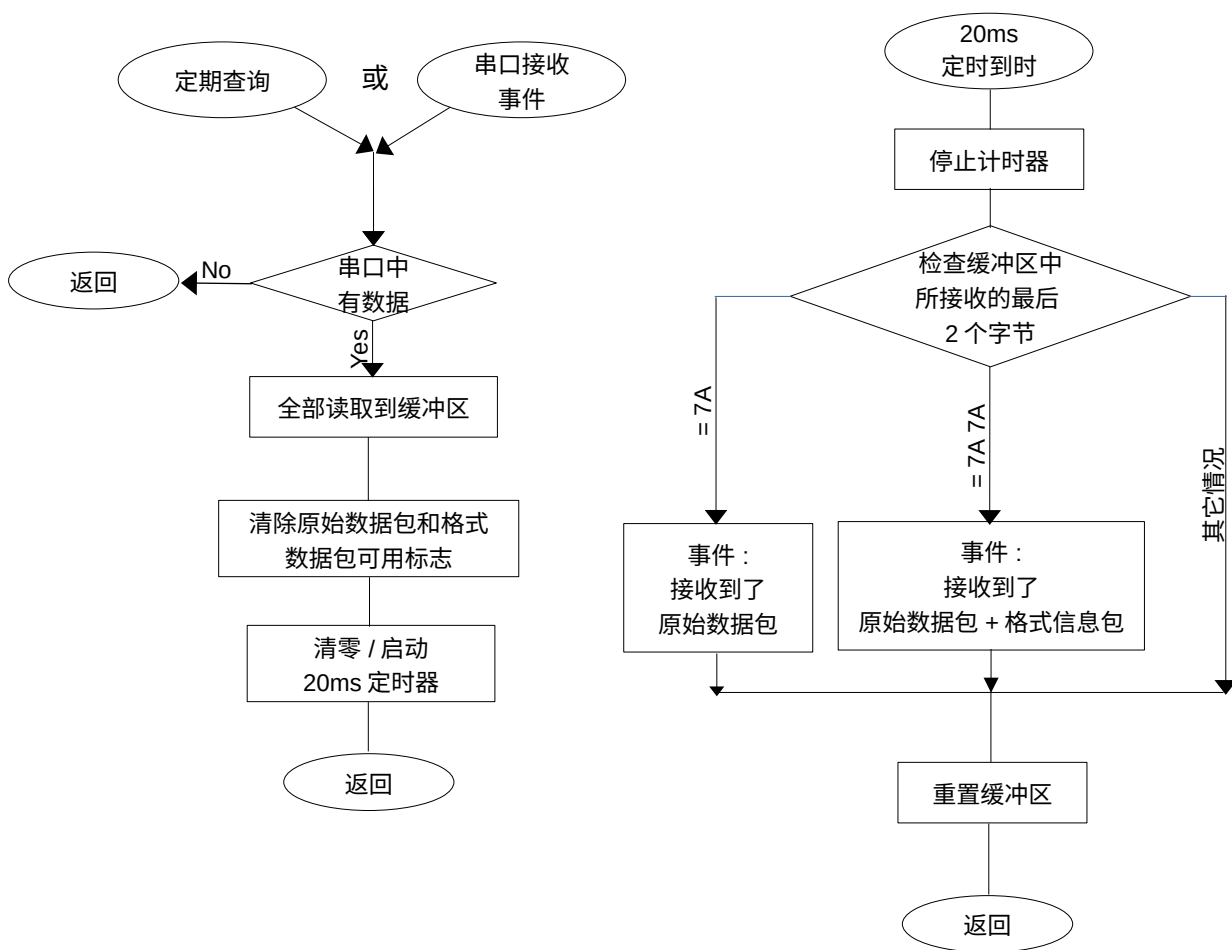 定期查询
或
串口接收
事件
串口中
有数据
No
返回
Yes
全部读取到缓冲区
清除原始数据包和格式
数据包可用标志
清零 / 启动
20ms 定时器
返回
20ms
定时到时
停止计时器
检查缓冲区中
所接收的最后
2 个字节
= 7A
= 7A 7A
其它情况
事件 :
接收到了
原始数据包
事件 :
接收到了
原始数据包 + 格式信息包
重置缓冲区
返回